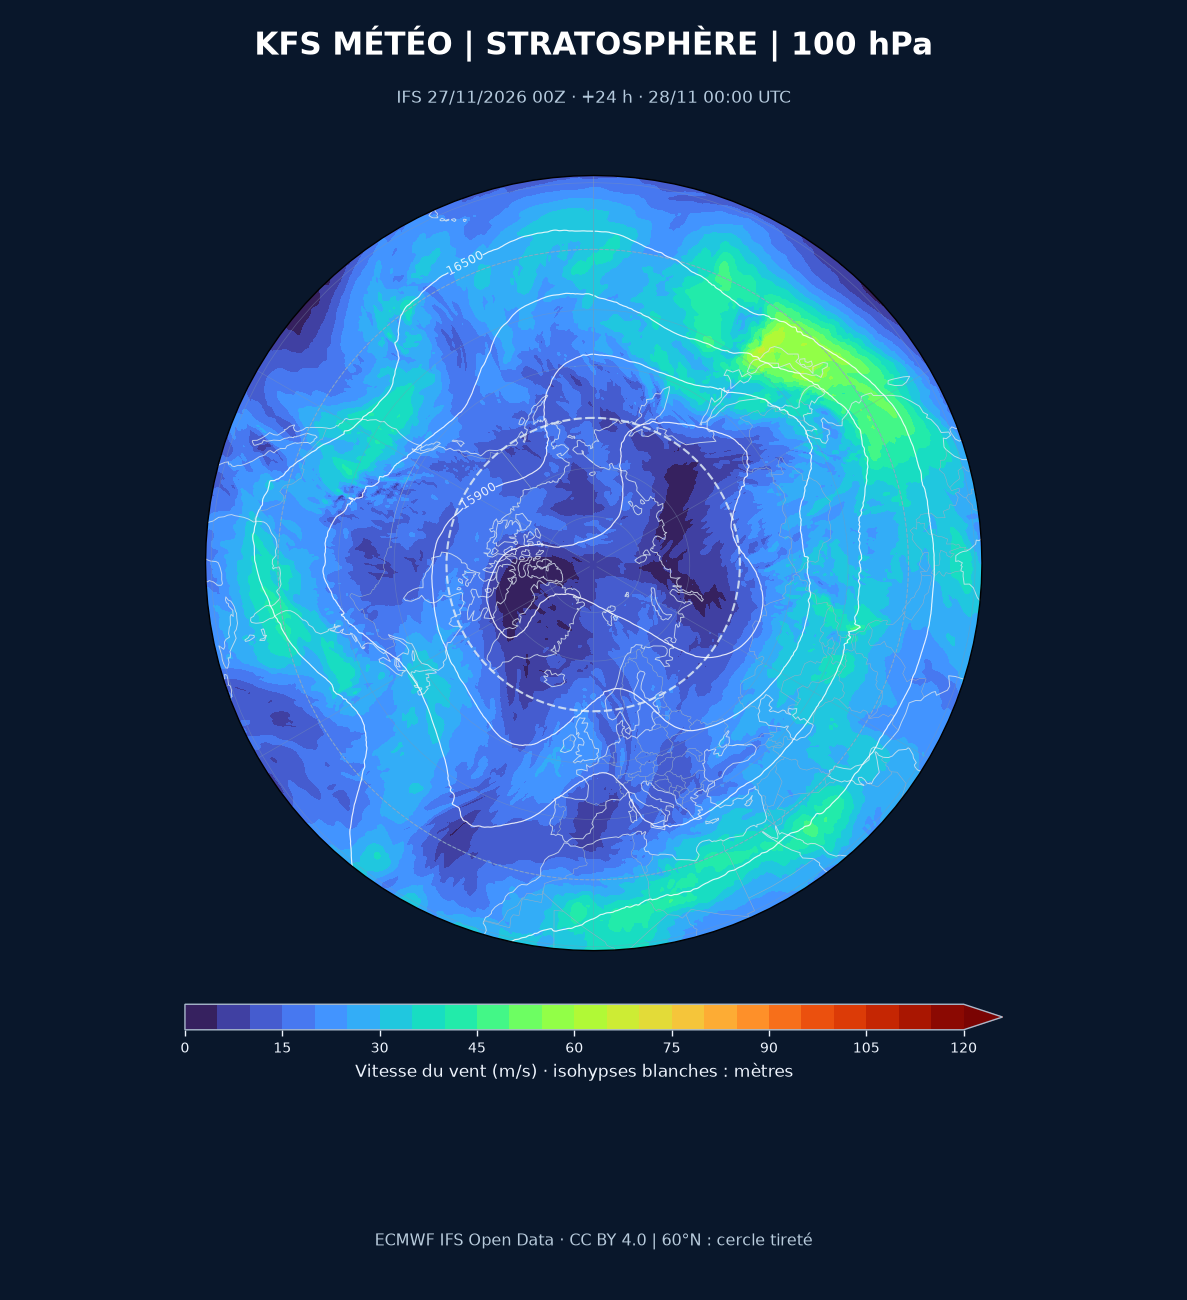 KFS MÉTÉO | STRATOSPHÈRE | 100 hPa
IFS 27/11/2026 00Z · +24 h · 28/11 00:00 UTC
16500
15900
0 15 30 45 60 75 90 105 120
Vitesse du vent (m/s) · isohypses blanches : mètres
ECMWF IFS Open Data · CC BY 4.0 | 60°N : cercle tireté